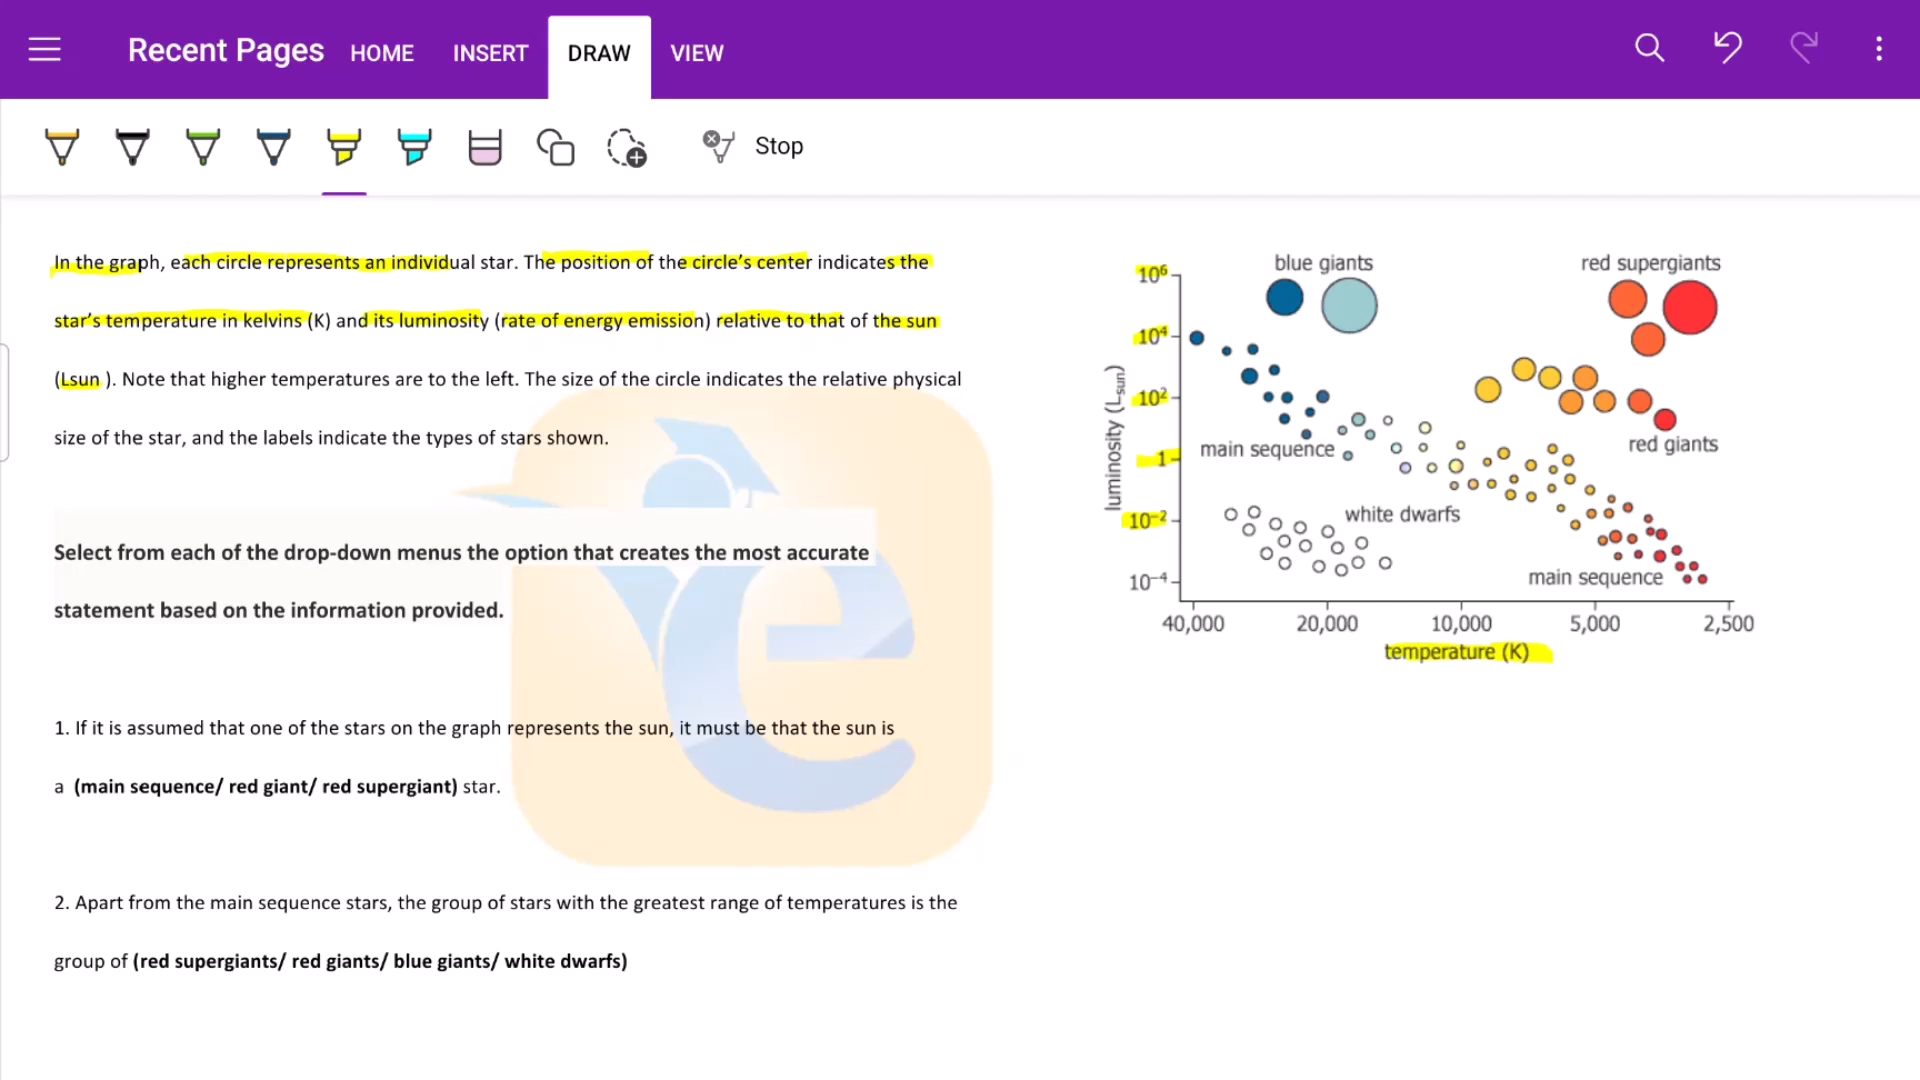 Recent Pages HOME INSERT DRAW VIEW
Stop
In the graph, each circle represents an individual star. The position of the circle's center indicates the
star's temperature in kelvins (K) and its luminosity (rate of energy emission) relative to that of the sun
(Lsun ). Note that higher temperatures are to the left. The size of the circle indicates the relative physical
size of the star, and the labels indicate the types of stars shown.
Select from each of the drop-down menus the option that creates the most accurate
statement based on the information provided.
1. If it is assumed that one of the stars on the graph represents the sun, it must be that the sun is
a (main sequence/ red giant/ red supergiant) star.
2. Apart from the main sequence stars, the group of stars with the greatest range of temperatures is the
group of (red supergiants/ red giants/ blue giants/ white dwarfs)
blue giants red supergiants
10⁶
10⁴
10²
1
10⁻²
10⁻⁴
luminosity (Lsun)
main sequence
red giants
white dwarfs
main sequence
40,000 20,000 10,000 5,000 2,500
temperature (K)